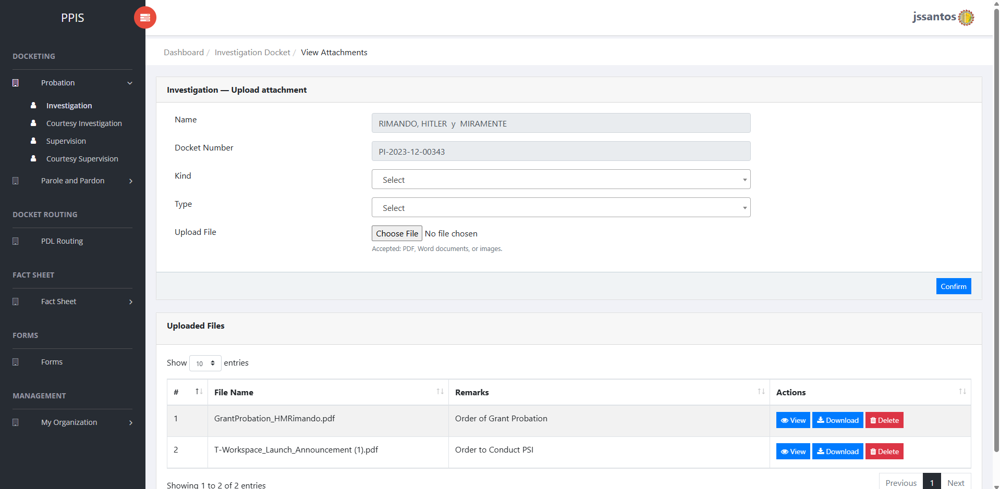 PPIS
jssantos
Dashboard / Investigation Docket / View Attachments
DOCKETING
Probation
Investigation
Courtesy Investigation
Supervision
Courtesy Supervision
Parole and Pardon
DOCKET ROUTING
PDL Routing
FACT SHEET
Fact Sheet
FORMS
Forms
MANAGEMENT
My Organization
Investigation — Upload attachment
Name RIMANDO, HITLER y MIRAMENTE
Docket Number PI-2023-12-00343
Kind Select
Type Select
Upload File Choose File No file chosen
Accepted: PDF, Word documents, or images.
Confirm
Uploaded Files
Show 10 entries
# File Name Remarks Actions
1 GrantProbation_HMRimando.pdf Order of Grant Probation View Download Delete
2 T-Workspace_Launch_Announcement (1).pdf Order to Conduct PSI View Download Delete
Showing 1 to 2 of 2 entries Previous 1 Next